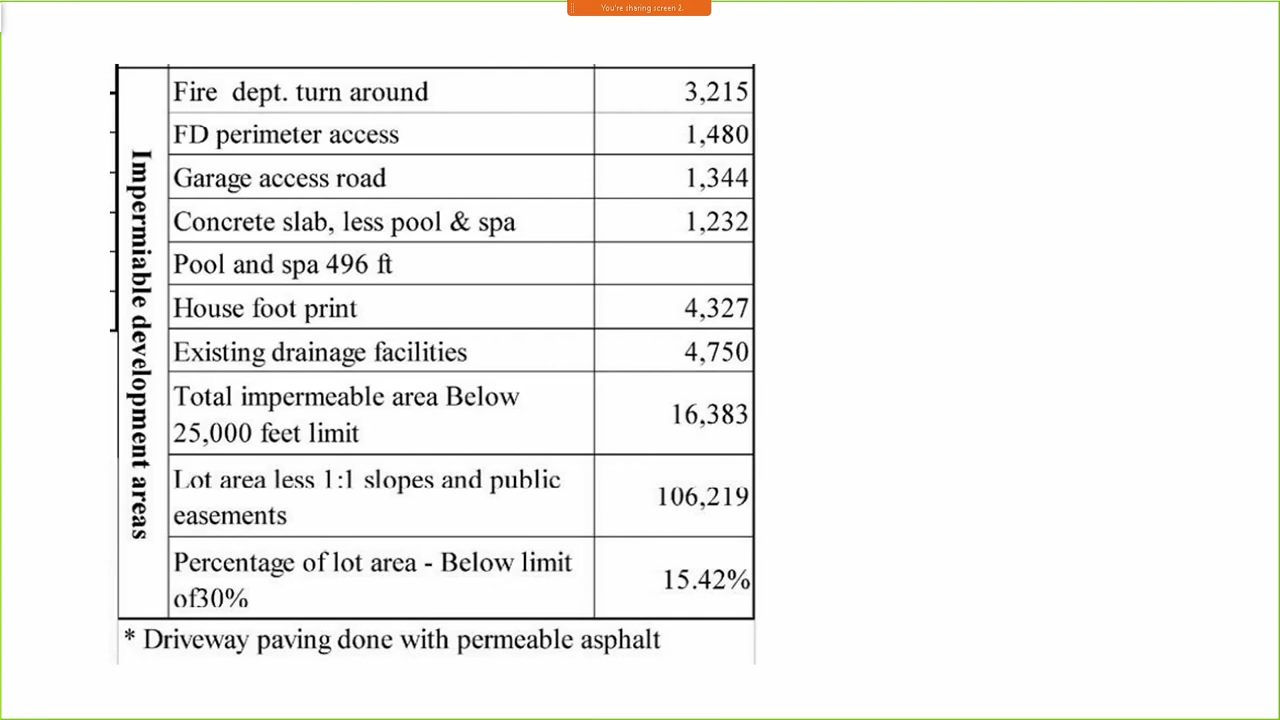 You're sharing screen 2.
Impermiable development areas
Fire dept. turn around 3,215
FD perimeter access 1,480
Garage access road 1,344
Concrete slab, less pool & spa 1,232
Pool and spa 496 ft
House foot print 4,327
Existing drainage facilities 4,750
Total impermeable area Below
25,000 feet limit 16,383
Lot area less 1:1 slopes and public
easements 106,219
Percentage of lot area - Below limit
of30% 15.42%
* Driveway paving done with permeable asphalt